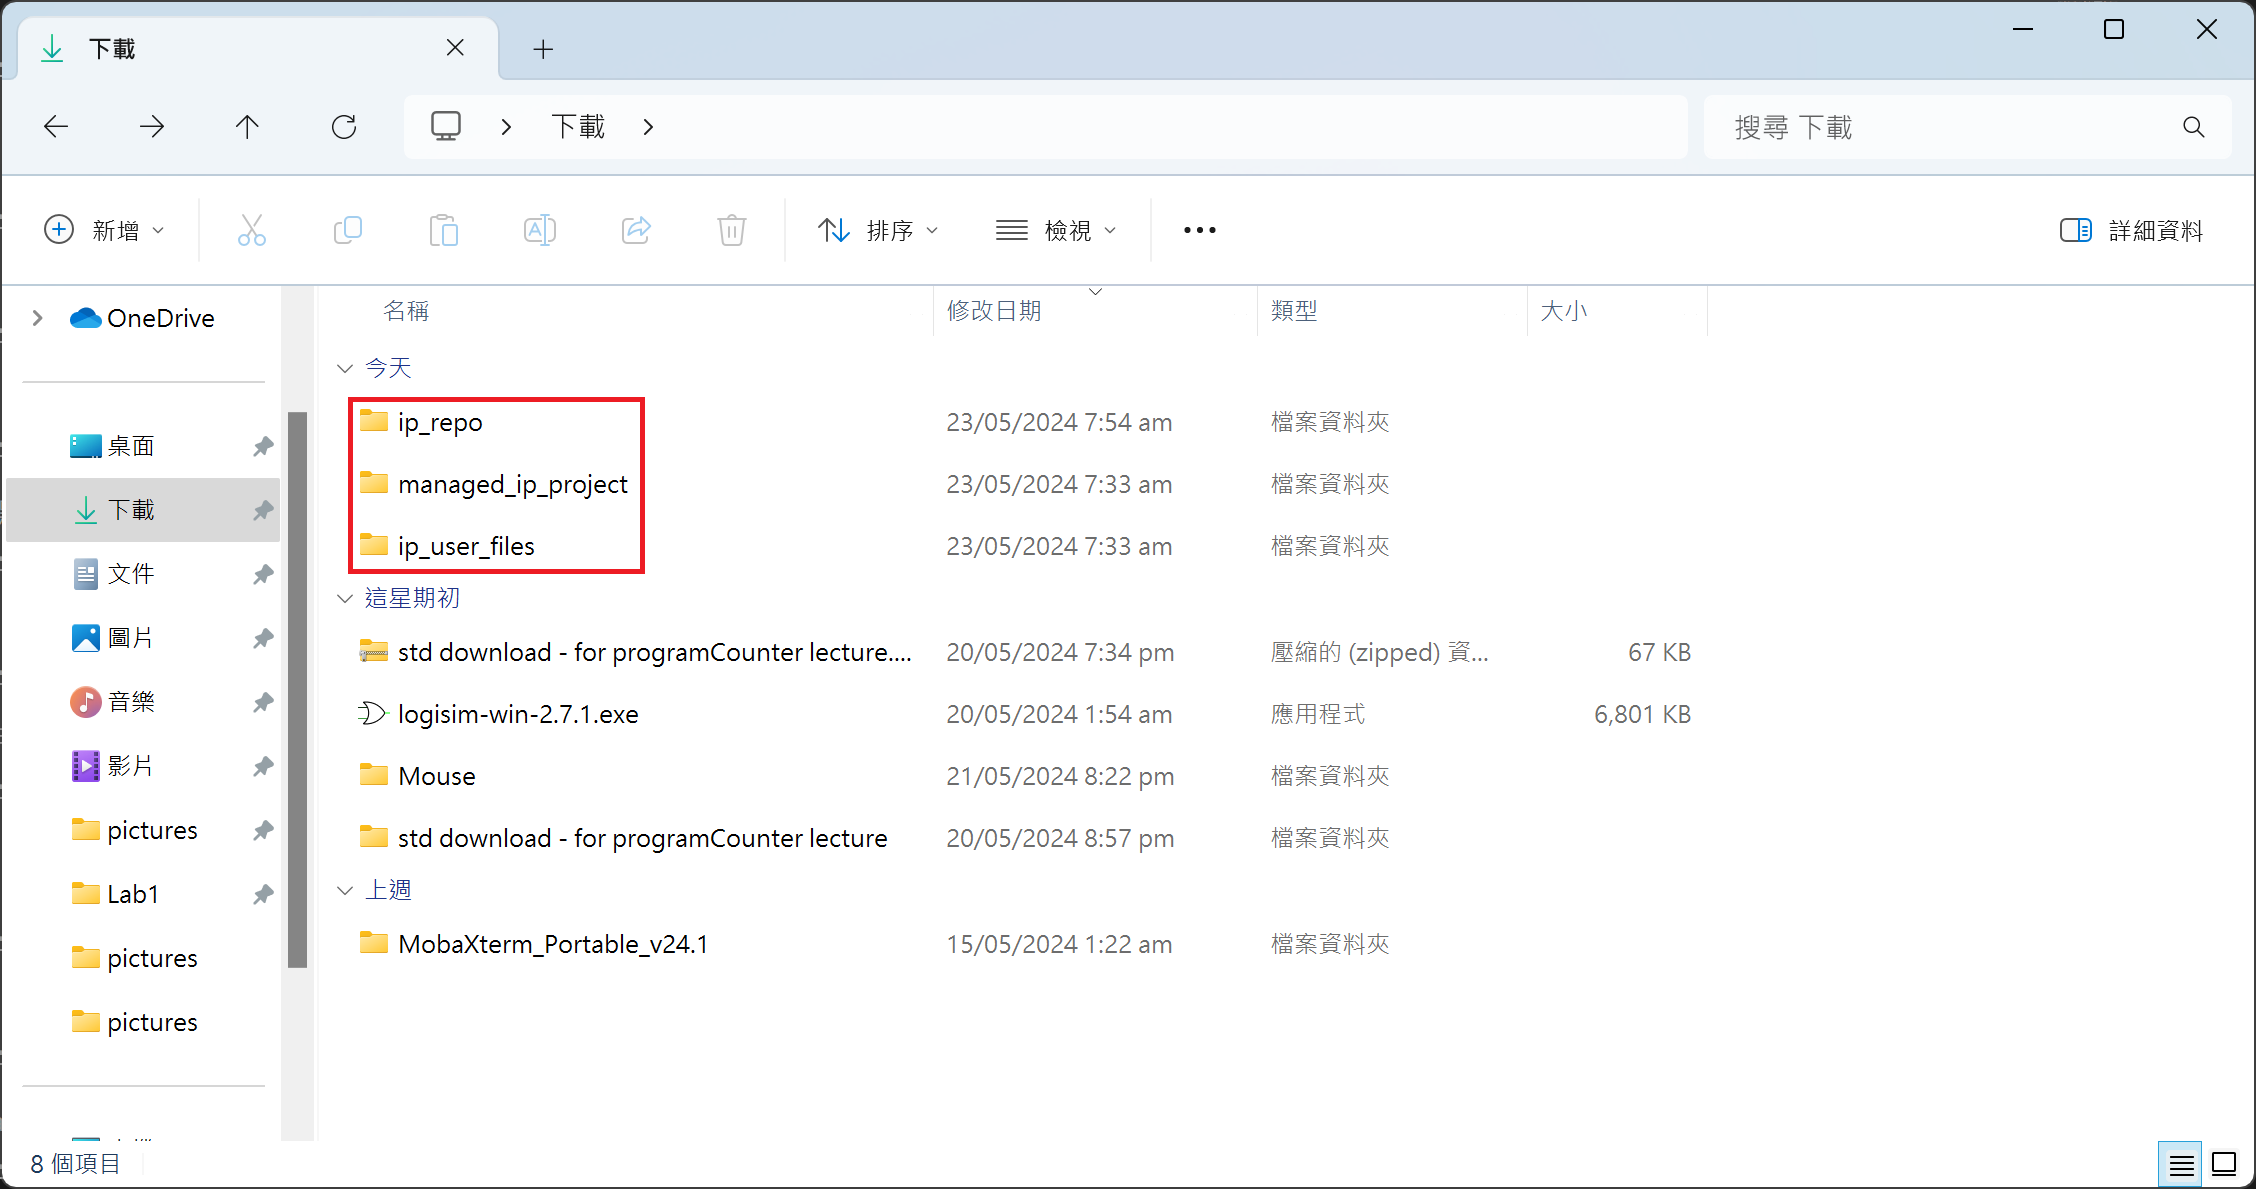 下載
下載
搜尋 下載
新增
排序
檢視
詳細資料
OneDrive
桌面
下載
文件
圖片
音樂
影片
pictures
Lab1
pictures
pictures
名稱 修改日期 類型 大小
今天
ip_repo 23/05/2024 7:54 am 檔案資料夾
managed_ip_project 23/05/2024 7:33 am 檔案資料夾
ip_user_files 23/05/2024 7:33 am 檔案資料夾
這星期初
std download - for programCounter lecture.... 20/05/2024 7:34 pm 壓縮的 (zipped) 資... 67 KB
logisim-win-2.7.1.exe 20/05/2024 1:54 am 應用程式 6,801 KB
Mouse 21/05/2024 8:22 pm 檔案資料夾
std download - for programCounter lecture 20/05/2024 8:57 pm 檔案資料夾
上週
MobaXterm_Portable_v24.1 15/05/2024 1:22 am 檔案資料夾
8 個項目